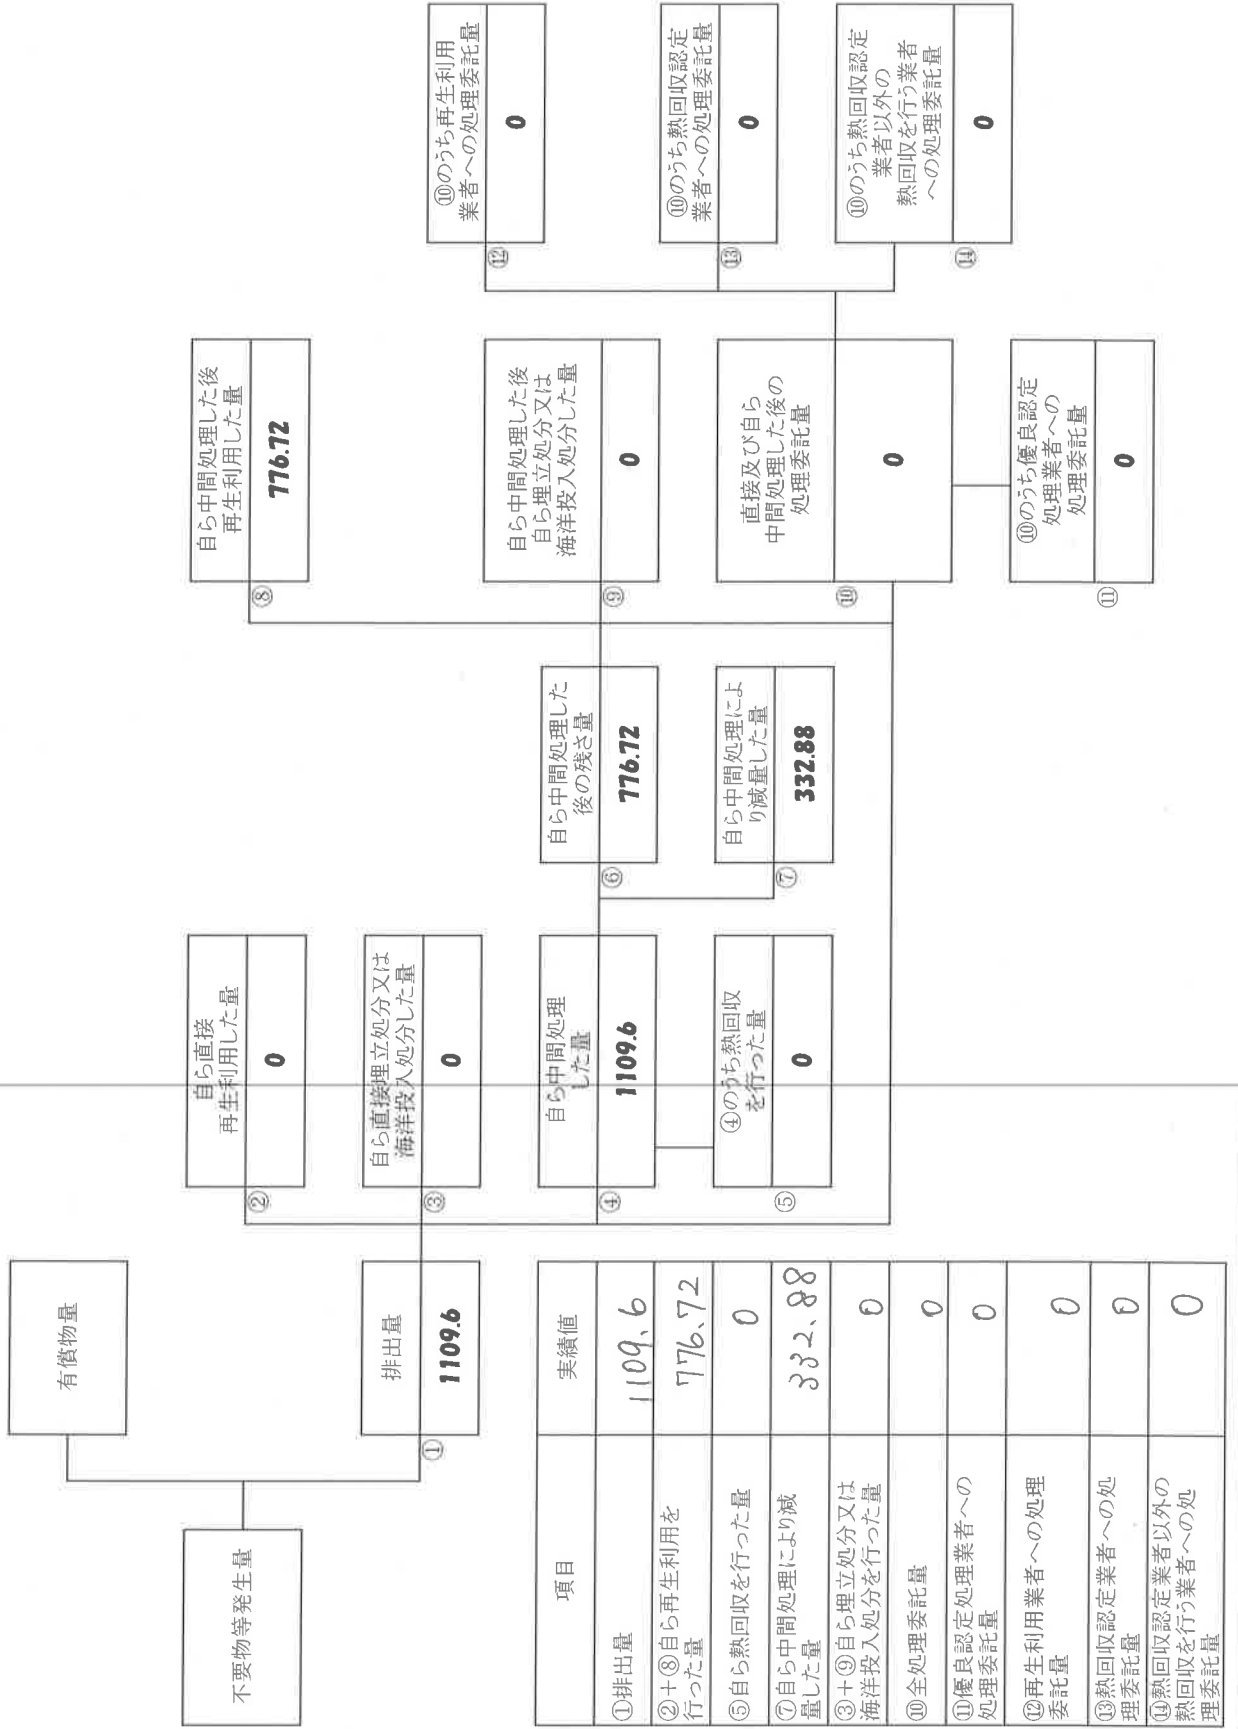 不要物等発生量
有償物量
①
排出量
1109.6
②
自ら直接
再生利用した量
0
③
自ら直接埋立処分又は
海洋投入処分した量
0
④
自ら中間処理
した量
1109.6
⑤
④のうち熱回収
を行った量
0
⑥
自ら中間処理した
後の残さ量
776.72
⑦
自ら中間処理によ
り減量した量
332.88
⑧
自ら中間処理した後
再生利用した量
776.72
⑨
自ら中間処理した後
自ら埋立処分又は
海洋投入処分した量
0
⑩
直接及び自ら
中間処理した後の
処理委託量
0
⑪
⑩のうち優良認定
処理業者への
処理委託量
0
⑫
⑩のうち再生利用
業者への処理委託量
0
⑬
⑩のうち熱回収認定
業者への処理委託量
0
⑭
⑩のうち熱回収認定
業者以外の
熱回収を行う業者
への処理委託量
0
項目 実績値
①排出量 1109.6
②+⑧自ら再生利用を
行った量 776.72
⑤自ら熱回収を行った量 0
⑦自ら中間処理により減
量した量 332.88
③+⑨自ら埋立処分又は
海洋投入処分を行った量 0
⑩全処理委託量 0
⑪優良認定処理業者への
処理委託量 0
⑫再生利用業者への処理
委託量 0
⑬熱回収認定業者への処
理委託量 0
⑭熱回収認定業者以外の
熱回収を行う業者への処
理委託量 0